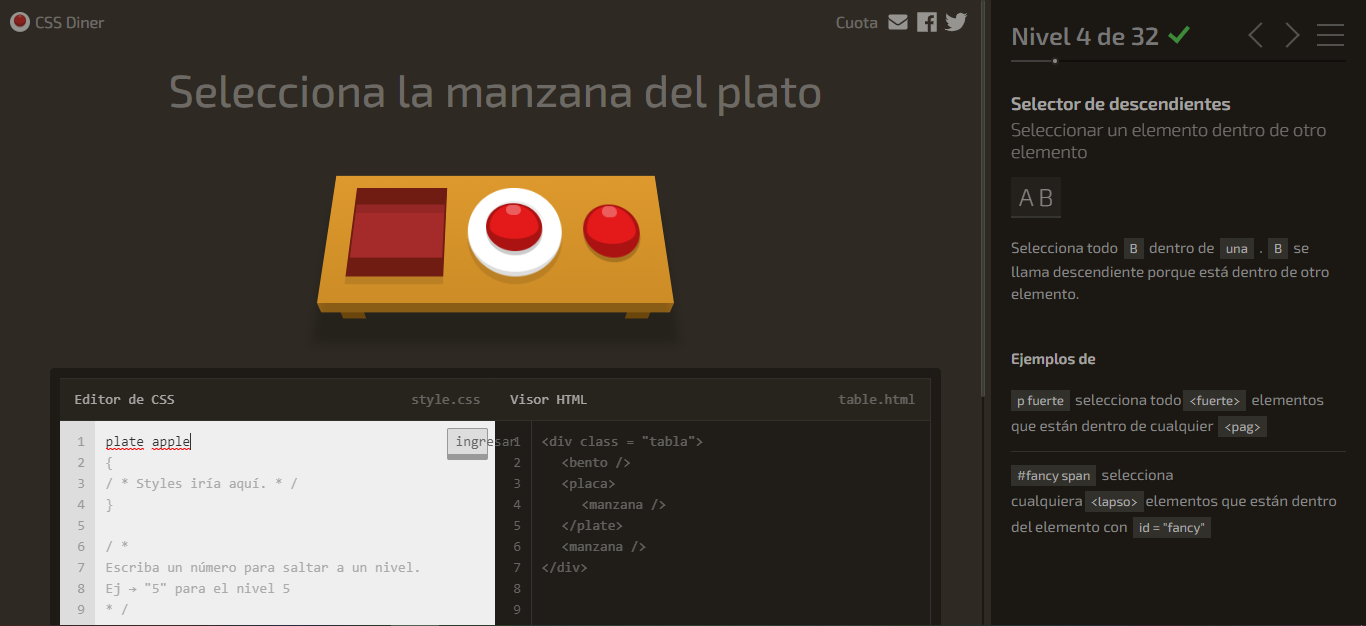 CSS Diner
Cuota
Selecciona la manzana del plato
Editor de CSS
style.css
1 plate apple
ingresar
2 {
3 / * Styles iría aquí. * /
4 }
5
6 / *
7 Escriba un número para saltar a un nivel.
8 Ej → "5" para el nivel 5
9 * /
Visor HTML
table.html
1 <div class = "tabla">
2 <bento />
3 <placa>
4 <manzana />
5 </plate>
6 <manzana />
7 </div>
8
9
Nivel 4 de 32
Selector de descendientes
Seleccionar un elemento dentro de otro
elemento
A B
Selecciona todo B dentro de una . B se
llama descendiente porque está dentro de otro
elemento.
Ejemplos de
p fuerte selecciona todo <fuerte> elementos
que están dentro de cualquier <pag>
#fancy span selecciona
cualquiera <lapso> elementos que están dentro
del elemento con id = "fancy"